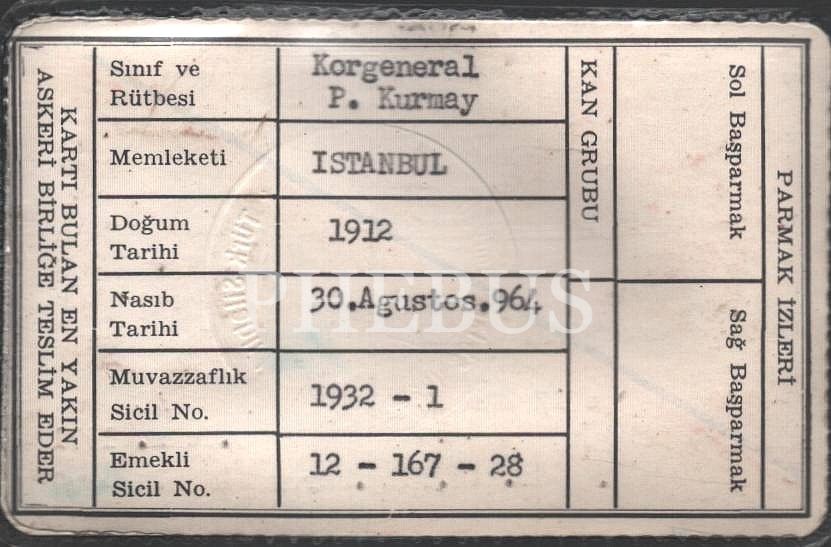 KARTI BULAN EN YAKIN
ASKERİ BİRLİĞE TESLİM EDER
Sınıf ve
Rütbesi
Korgeneral
P. Kurmay
Memleketi
ISTANBUL
Doğum
Tarihi
1912
Nasıb
Tarihi
30.Agustos.964
Muvazzaflık
Sicil No.
1932 - 1
Emekli
Sicil No.
12 - 167 - 28
KAN GRUBU
Sol Başparmak
Sağ Başparmak
PARMAK İZLERİ
PHEBUS